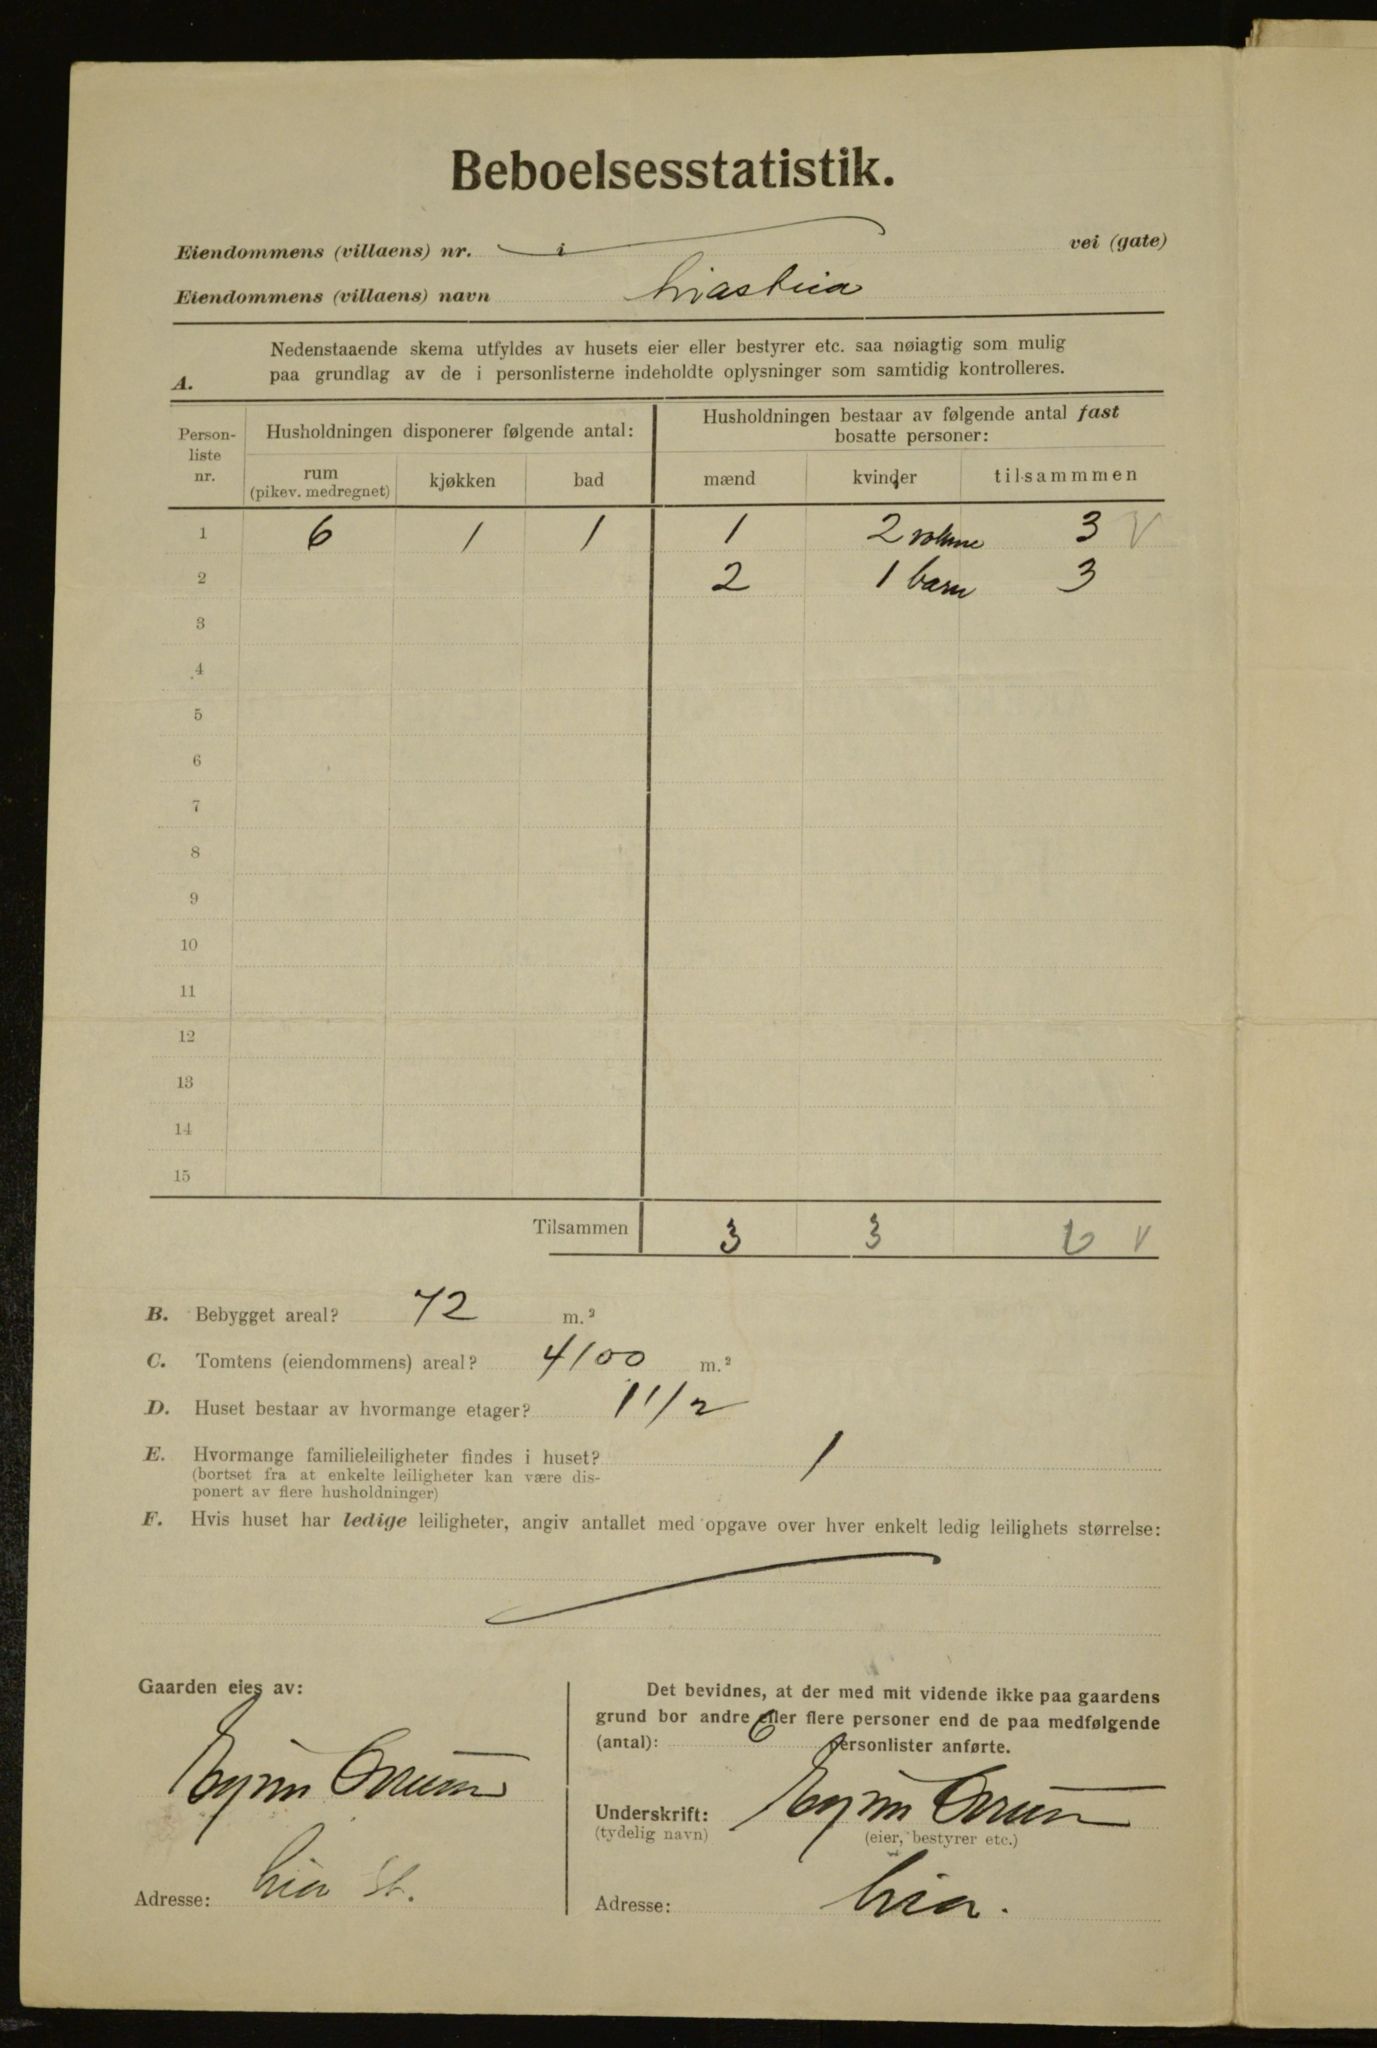 Beboelsesstatistik.
Eiendommens (villaens) nr. i vei (gate)
Eiendommens (villaens) navn
Nedenstaaende skema utfyldes av husets eier eller bestyrer etc. saa nøiagtig som mulig
A. paa grundlag av de i personlisterne indeholdte oplysninger som samtidig kontrolleres.
Person-liste nr. Husholdningen disponerer følgende antal: Husholdningen bestaar av følgende antal fast bosatte personer:
rum (pikev. medregnet) kjøkken bad mænd kvinder tilsammmen
1 6 1 1 1 2 vokne 3 V
2 2 1 barn 3
3
4
5
6
7
8
9
10
11
12
13
14
15
Tilsammen 3 3 6 V
B. Bebygget areal? 72 m.²
C. Tomtens (eiendommens) areal? 4100 m.²
D. Huset bestaar av hvormange etager? 1 1/2
E. Hvormange familieleiligheter findes i huset? 1
(bortset fra at enkelte leiligheter kan være dis-
ponert av flere husholdninger)
F. Hvis huset har ledige leiligheter, angiv antallet med opgave over hver enkelt ledig leilighets størrelse:
Gaarden eies av:
Adresse: Lia St.
Det bevidnes, at der med mit vidende ikke paa gaardens
grund bor andre eller flere personer end de paa medfølgende
(antal): 6 personlister anførte.
Underskrift:
(tydelig navn) (eier, bestyrer etc.)
Adresse: Lia.